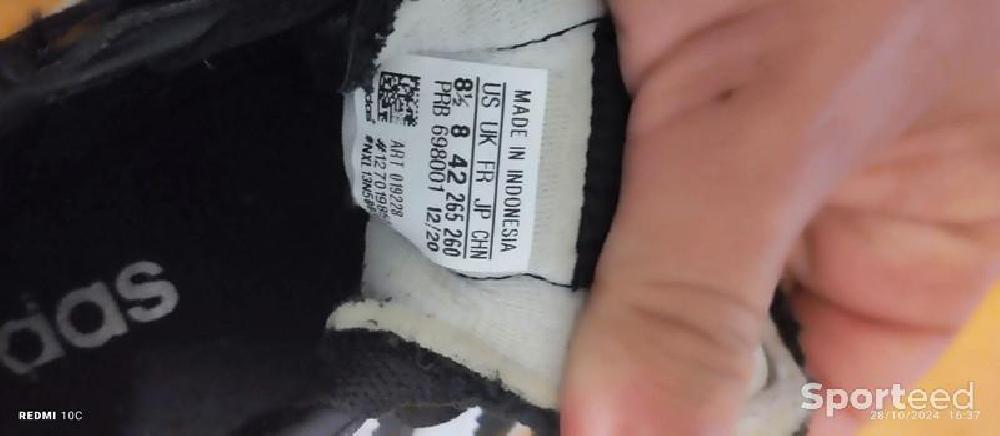 MADE IN INDONESIA
US UK FR JP CHN
8½ 8 42 265 260
PRB 698001 12/20
ART 019228
das
REDMI 10C
Sporteed
28/10/2024 16:37